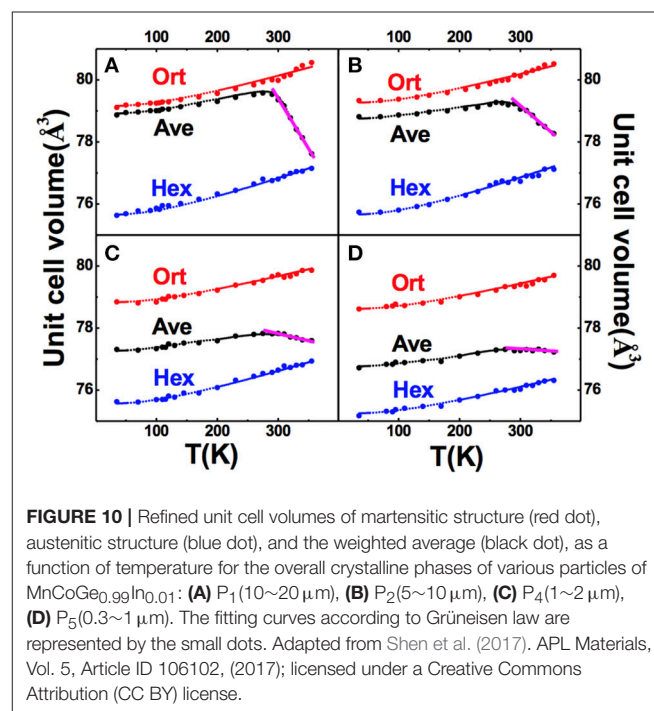 100 200 300 100 200 300
A Ort
B Ort
80
Ave
Ave
78
Hex
Hex
76
Unit cell volume(Å³)
Unit cell volume(Å³)
C Ort
D Ort
80
Ave
Ave
78
Hex
Hex
76
100 200 300 100 200 300
T(K) T(K)
FIGURE 10 | Refined unit cell volumes of martensitic structure (red dot),
austenitic structure (blue dot), and the weighted average (black dot), as a
function of temperature for the overall crystalline phases of various particles of
MnCoGe₀.₉₉In₀.₀₁: (A) P₁(10~20 μm), (B) P₂(5~10 μm), (C) P₄(1~2 μm),
(D) P₅(0.3~1 μm). The fitting curves according to Grüneisen law are
represented by the small dots. Adapted from Shen et al. (2017). APL Materials,
Vol. 5, Article ID 106102, (2017); licensed under a Creative Commons
Attribution (CC BY) license.